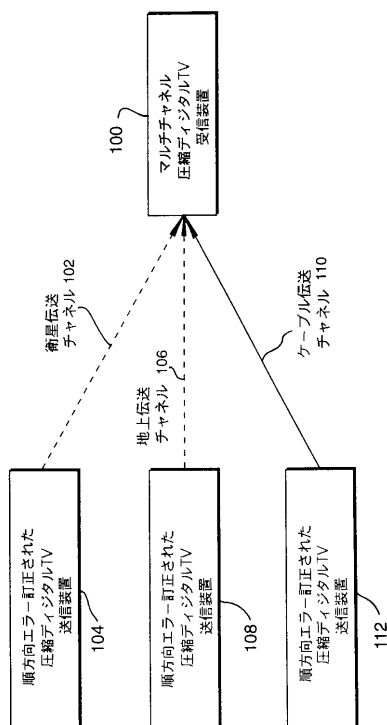 順方向エラー訂正された
圧縮ディジタルTV
送信装置
104
衛星伝送
チャネル 102
順方向エラー訂正された
圧縮ディジタルTV
送信装置
108
地上伝送
チャネル 106
順方向エラー訂正された
圧縮ディジタルTV
送信装置
112
ケーブル伝送
チャネル 110
マルチチャネル
圧縮ディジタルTV
受信装置
100